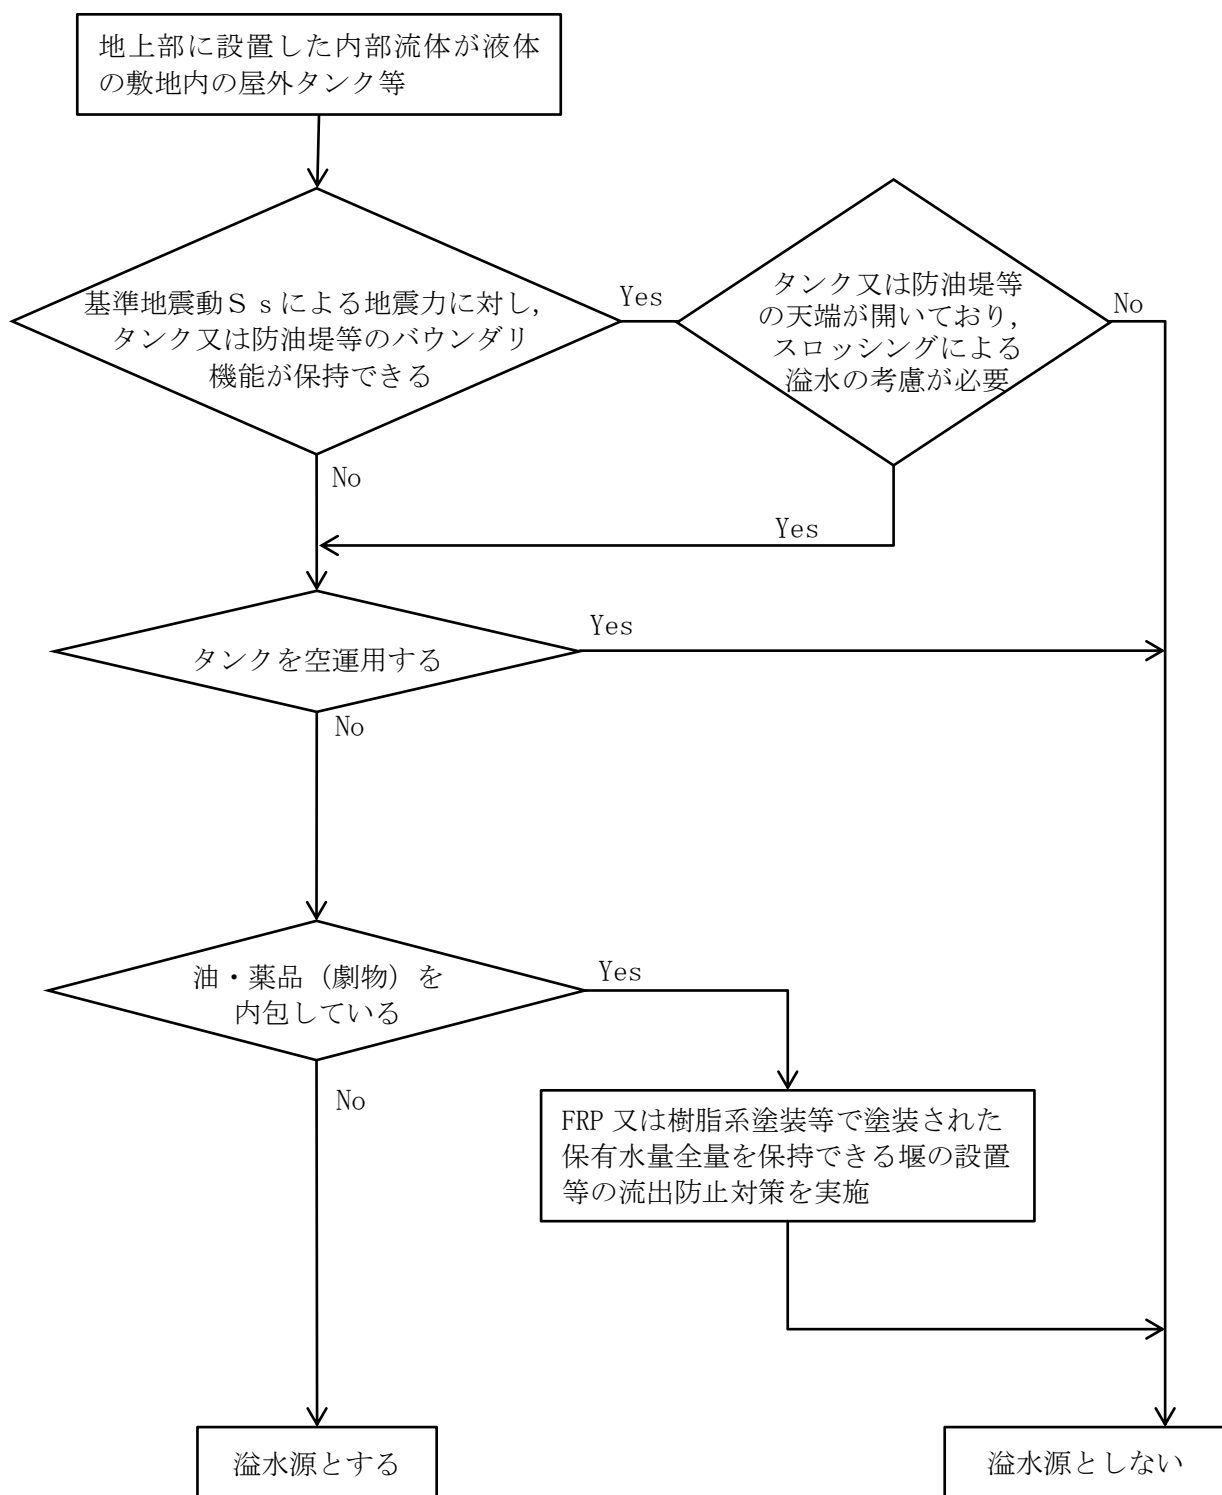 地上部に設置した内部流体が液体
の敷地内の屋外タンク等
基準地震動Ｓｓによる地震力に対し，
タンク又は防油堤等のバウンダリ
機能が保持できる
Yes
タンク又は防油堤等
の天端が開いており，
スロッシングによる
溢水の考慮が必要
No
No
Yes
タンクを空運用する
Yes
No
油・薬品（劇物）を
内包している
Yes
No
FRP 又は樹脂系塗装等で塗装された
保有水量全量を保持できる堰の設置
等の流出防止対策を実施
溢水源とする
溢水源としない